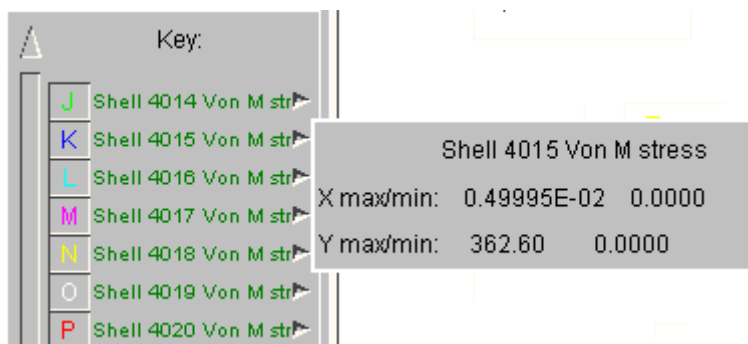 Key:
J Shell 4014 Von M str
K Shell 4015 Von M str
L Shell 4016 Von M str
M Shell 4017 Von M str
N Shell 4018 Von M str
O Shell 4019 Von M str
P Shell 4020 Von M str
Shell 4015 Von M stress
X max/min: 0.49995E-02 0.0000
Y max/min: 362.60 0.0000